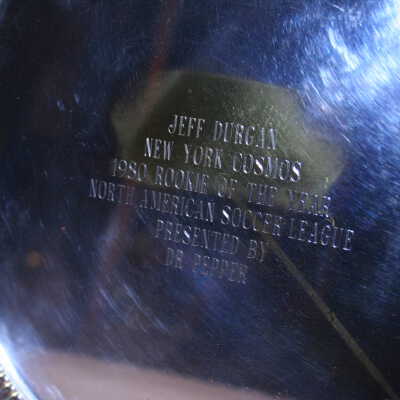 JEFF DURGAN
NEW YORK COSMOS
1980 ROOKIE OF THE YEAR
NORTH AMERICAN SOCCER LEAGUE
PRESENTED BY
DR PEPPER